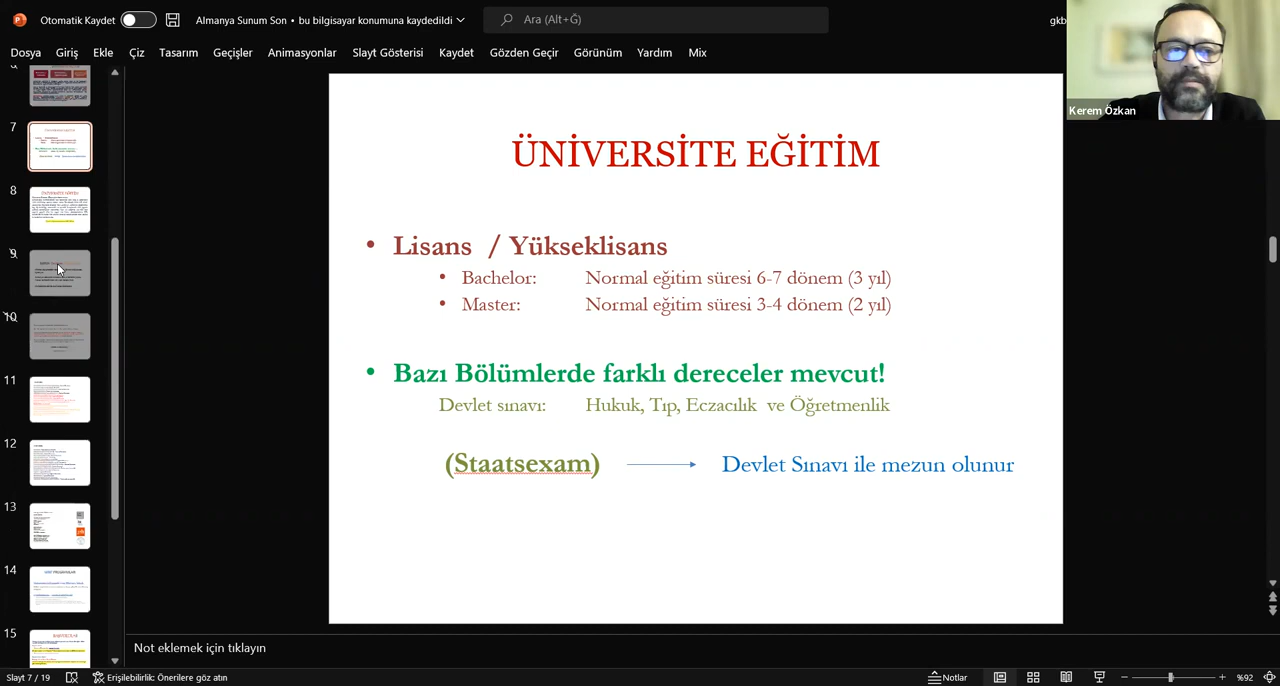 Otomatik Kaydet
Almanya Sunum Son • bu bilgisayar konumuna kaydedildi
Ara (Alt+Ğ)
gkb
Dosya Giriş Ekle Çiz Tasarım Geçişler Animasyonlar Slayt Gösterisi Kaydet Gözden Geçir Görünüm Yardım Mix
Kerem Özkan
7
8
9
10
11
12
13
14
15
ÜNİVERSİTE EĞİTİM
• Lisans / Yükseklisans
• Bachelor: Normal eğitim süresi 6-7 dönem (3 yıl)
• Master: Normal eğitim süresi 3-4 dönem (2 yıl)
• Bazı Bölümlerde farklı dereceler mevcut!
Devlet sınavı: Hukuk, Tıp, Eczacılık ve Öğretmenlik
(Staatsexam) Devlet Sınavı ile mezun olunur
Not eklemek için tıklayın
Slayt 7 / 19
Erişilebilirlik: Önerilere göz atın
Notlar
%92